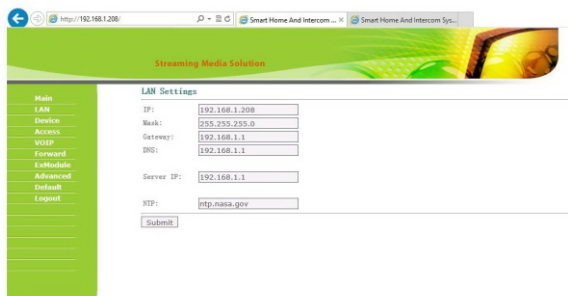 http://192.168.1.208/
Smart Home And Intercom ...
Smart Home And Intercom Sys...
Streaming Media Solution
LAN Settings
Main
LAN
Device
Access
VOIP
Forward
ExModule
Advanced
Default
Logout
IP: 192.168.1.208
Mask: 255.255.255.0
Gateway: 192.168.1.1
DNS: 192.168.1.1
Server IP: 192.168.1.1
NTP: ntp.nasa.gov
Submit